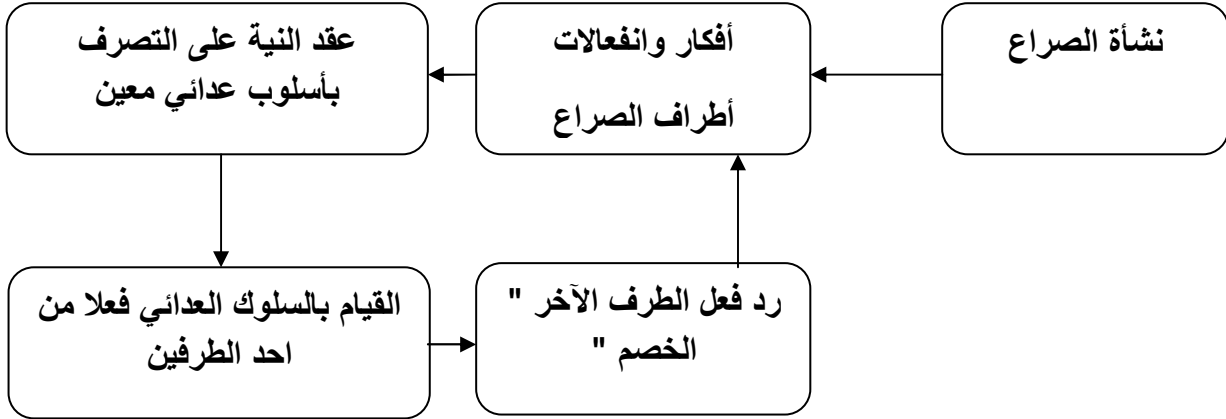 نشأة الصراع
أفكار وانفعالات
أطراف الصراع
عقد النية على التصرف
بأسلوب عدائي معين
القيام بالسلوك العدائي فعلا من
احد الطرفين
رد فعل الطرف الآخر "
الخصم "